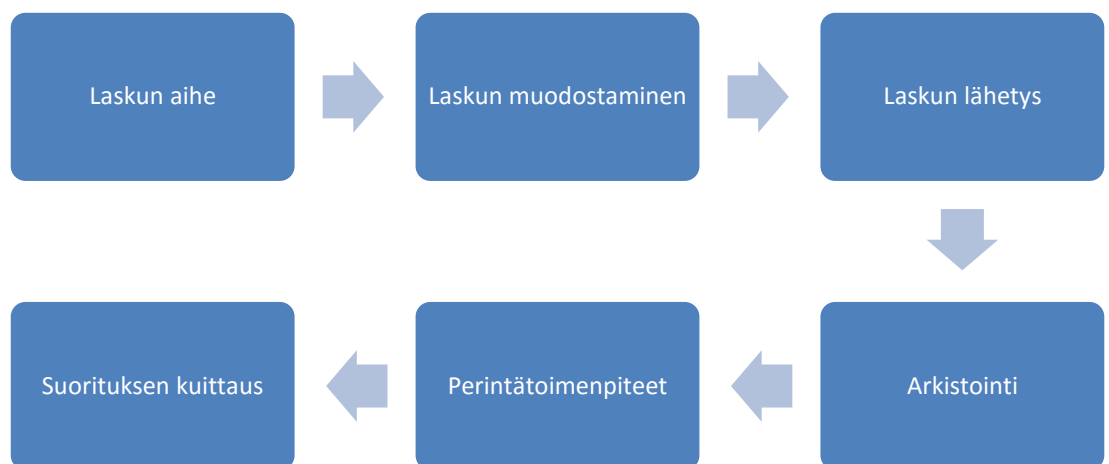 Laskun aihe
Laskun muodostaminen
Laskun lähetys
Arkistointi
Perintätoimenpiteet
Suorituksen kuittaus